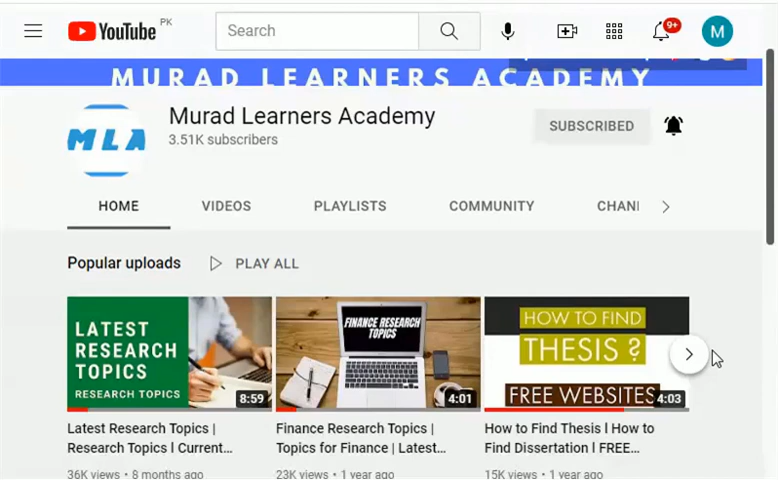 YouTube PK
Search
9+
M
MURAD LEARNERS ACADEMY
MLA
Murad Learners Academy
3.51K subscribers
SUBSCRIBED
HOME VIDEOS PLAYLISTS COMMUNITY CHAN
Popular uploads PLAY ALL
LATEST
RESEARCH
TOPICS
RESEARCH TOPICS
8:59
FINANCE RESEARCH
TOPICS
4:01
HOW TO FIND
THESIS ?
FREE WEBSITES
4:03
Latest Research Topics |
Research Topics l Current...
36K views • 8 months ago
Finance Research Topics |
Topics for Finance | Latest...
23K views • 1 year ago
How to Find Thesis l How to
Find Dissertation l FREE...
15K views • 1 year ago